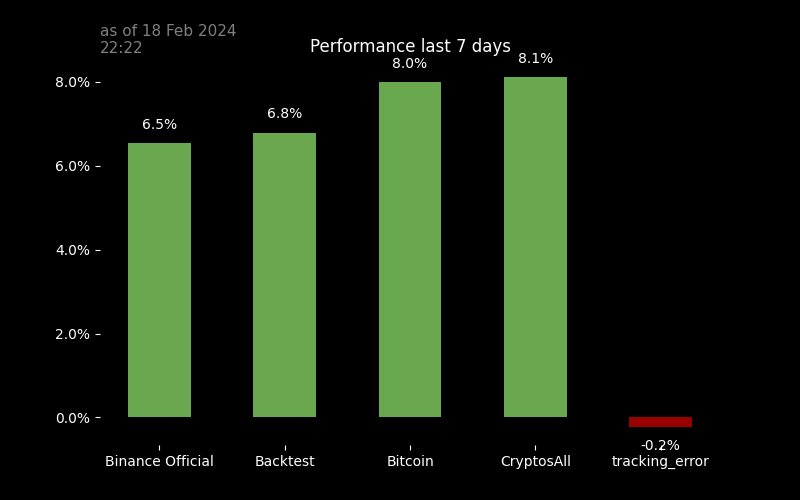 as of 18 Feb 2024
22:22
Performance last 7 days
8.0%
6.0%
4.0%
2.0%
0.0%
6.5%
6.8%
8.0%
8.1%
-0.2%
Binance Official
Backtest
Bitcoin
CryptosAll
tracking_error